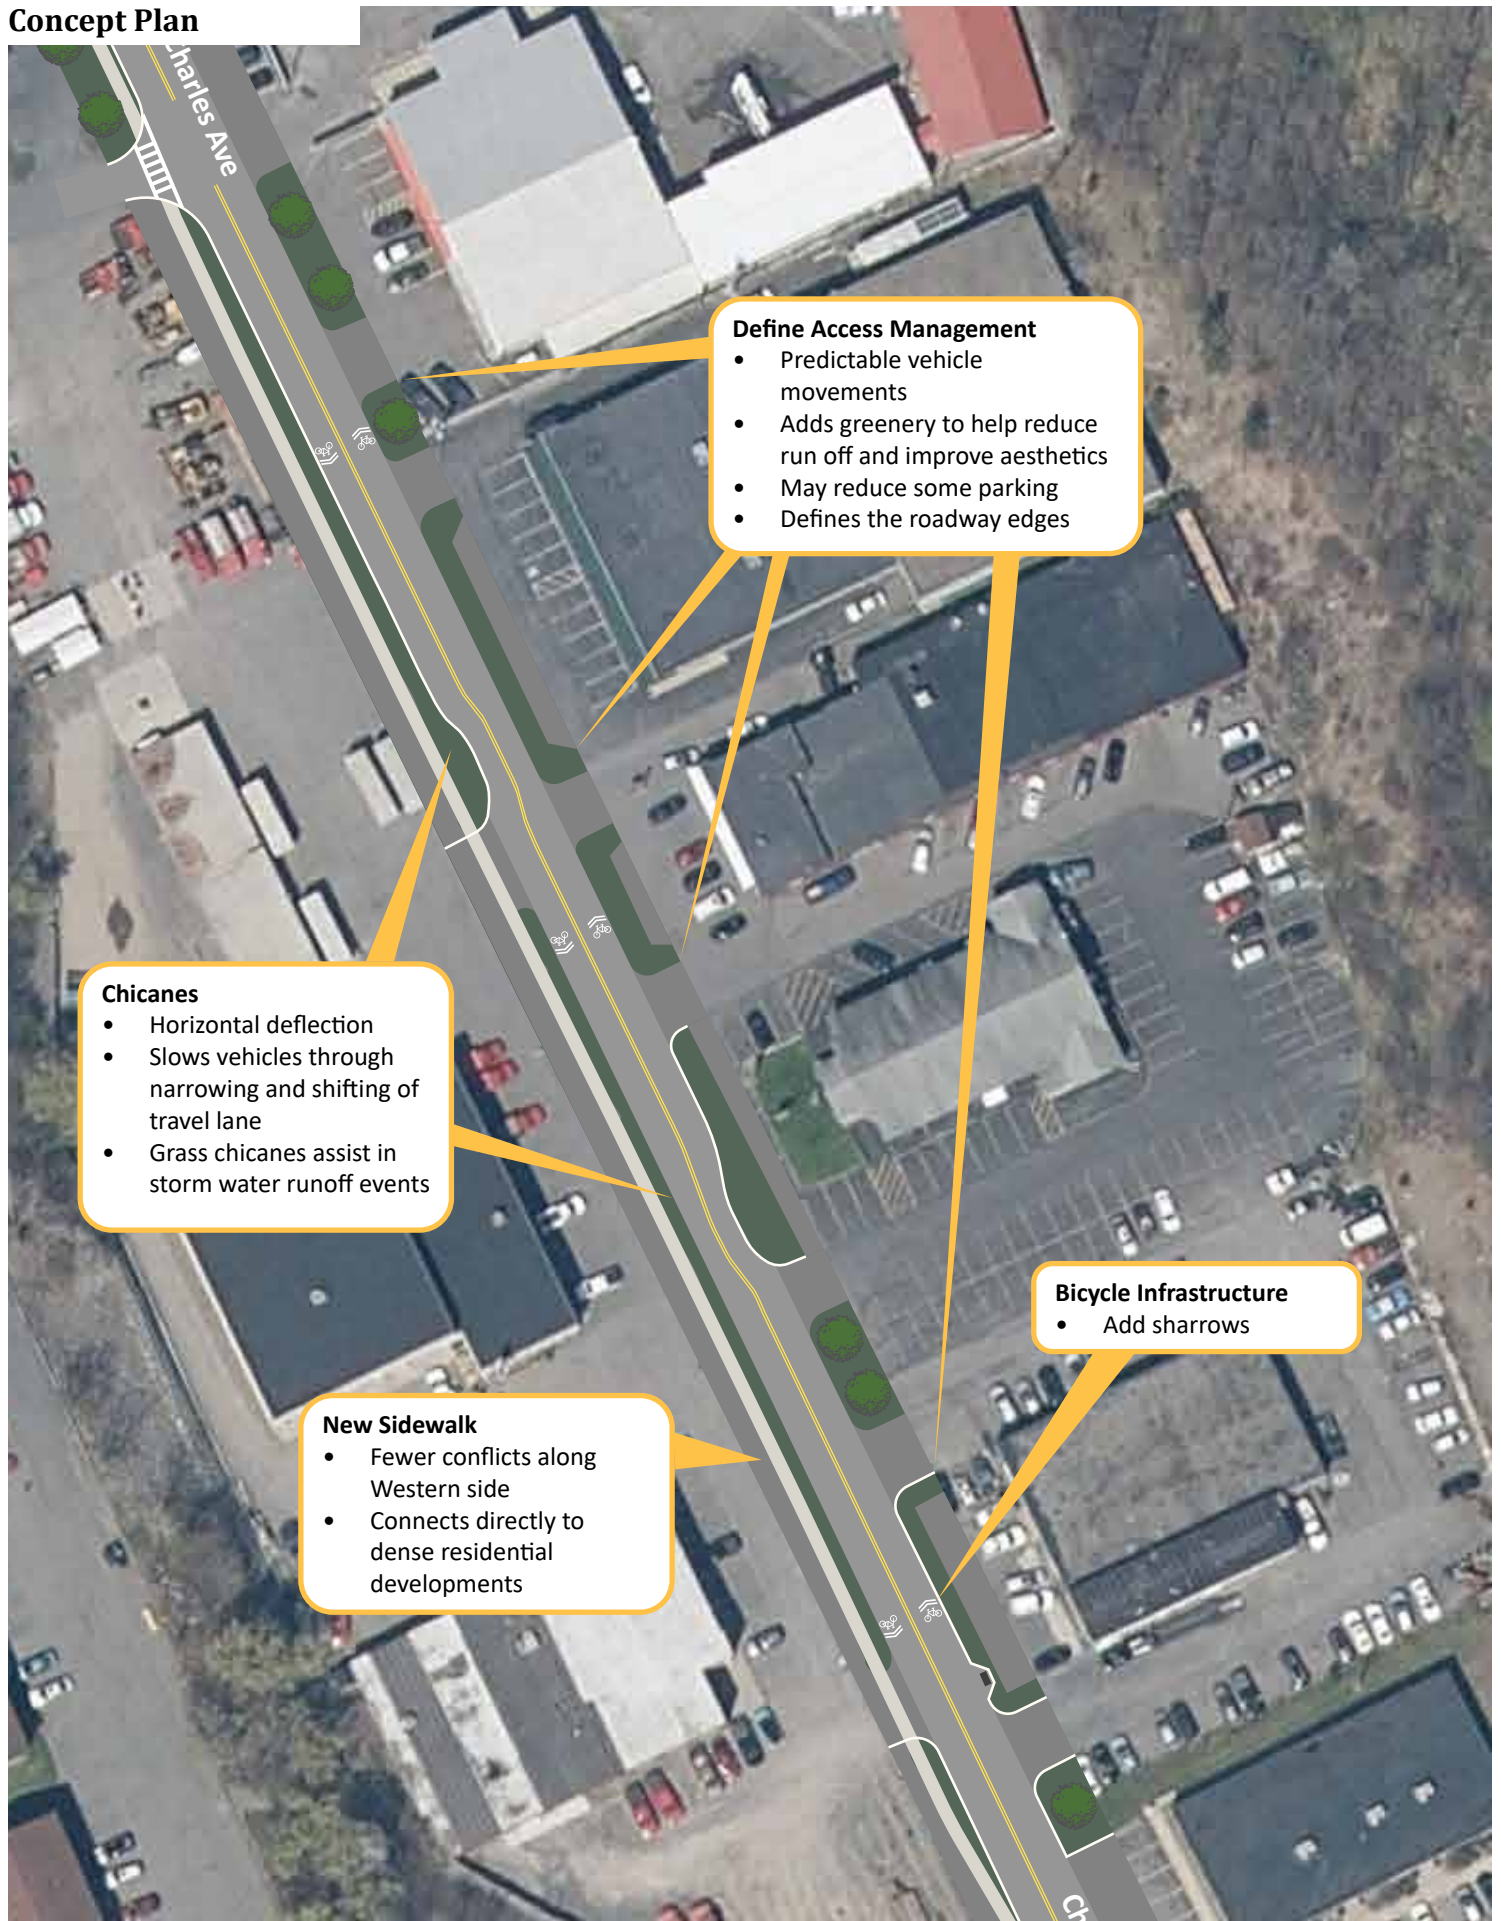 Concept Plan
Charles Ave
Define Access Management
• Predictable vehicle
movements
• Adds greenery to help reduce
run off and improve aesthetics
• May reduce some parking
• Defines the roadway edges
Chicanes
• Horizontal deflection
• Slows vehicles through
narrowing and shifting of
travel lane
• Grass chicanes assist in
storm water runoff events
Bicycle Infrastructure
• Add sharrows
New Sidewalk
• Fewer conflicts along
Western side
• Connects directly to
dense residential
developments
Ch